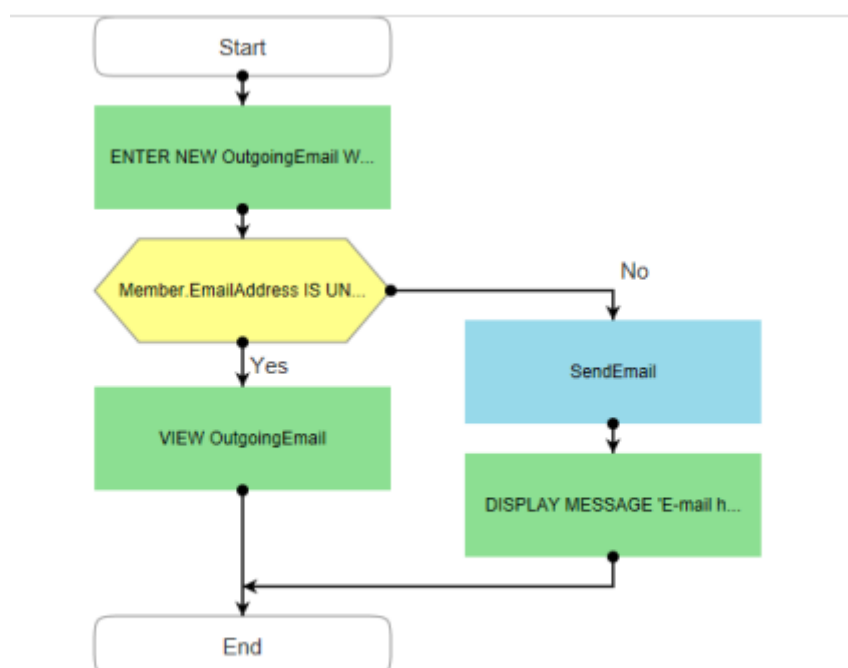 Start
ENTER NEW OutgoingEmail W...
Member.EmailAddress IS UN...
No
Yes
SendEmail
VIEW OutgoingEmail
DISPLAY MESSAGE "E-mail h...
End